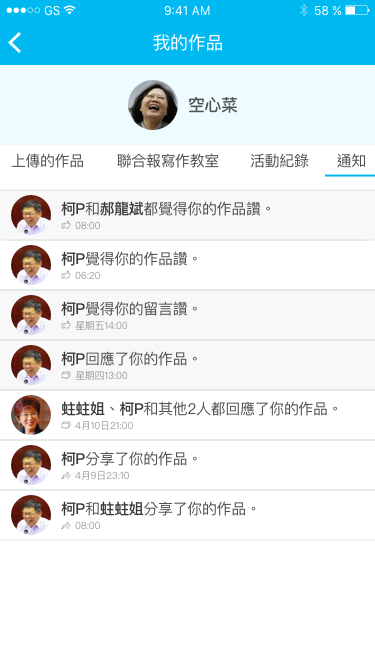 GS 9:41 AM 58 %
我的作品
空心菜
上傳的作品 聯合報寫作教室 活動紀錄 通知
柯P和郝龍斌都覺得你的作品讚。
08:00
柯P覺得你的作品讚。
06:20
柯P覺得你的留言讚。
星期五14:00
柯P回應了你的作品。
星期四13:00
蛀蛀姐、柯P和其他2人都回應了你的作品。
4月10日21:00
柯P分享了你的作品。
4月9日23:10
柯P和蛀蛀姐分享了你的作品。
08:00